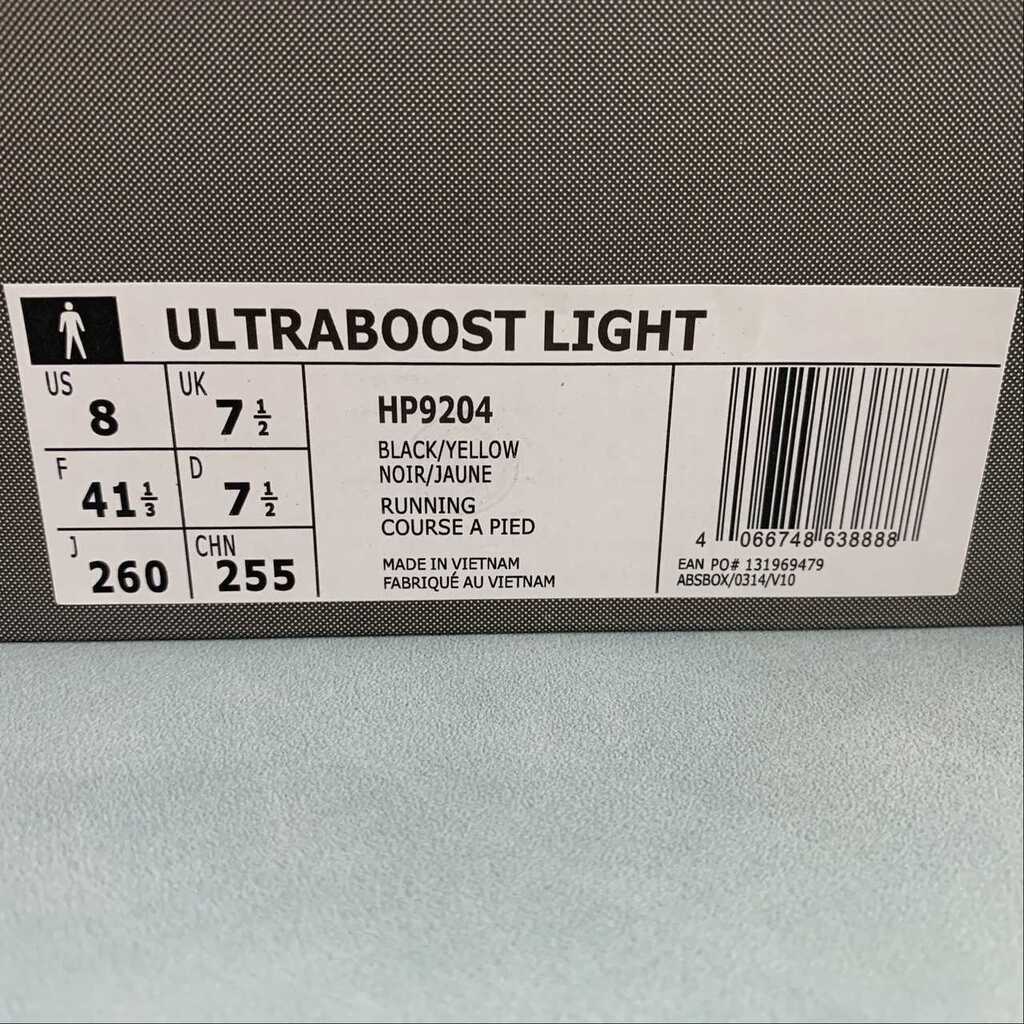 ULTRABOOST LIGHT
US 8
UK 7 1/2
F 41 1/3
D 7 1/2
J 260
CHN 255
HP9204
BLACK/YELLOW
NOIR/JAUNE
RUNNING
COURSE A PIED
MADE IN VIETNAM
FABRIQUÉ AU VIETNAM
4 066748 638888
EAN PO# 131969479
ABSBOX/0314/V10